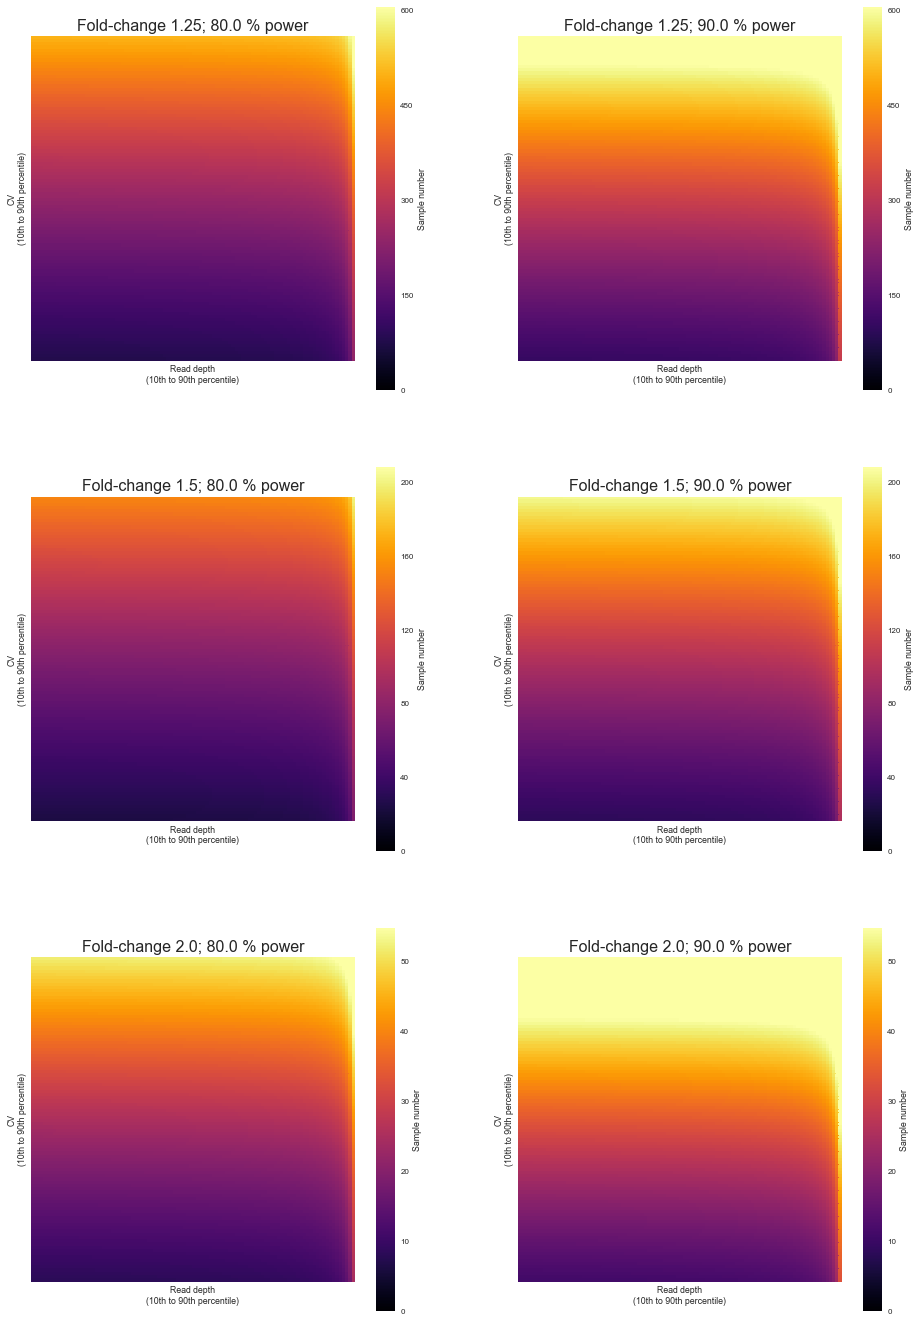 Fold-change 1.25; 80.0 % power
CV
(10th to 90th percentile)
Read depth
(10th to 90th percentile)
600
450
300
150
0
Sample number
Fold-change 1.25; 90.0 % power
CV
(10th to 90th percentile)
Read depth
(10th to 90th percentile)
600
450
300
150
0
Sample number
Fold-change 1.5; 80.0 % power
CV
(10th to 90th percentile)
Read depth
(10th to 90th percentile)
200
160
120
80
40
0
Sample number
Fold-change 1.5; 90.0 % power
CV
(10th to 90th percentile)
Read depth
(10th to 90th percentile)
200
160
120
80
40
0
Sample number
Fold-change 2.0; 80.0 % power
CV
(10th to 90th percentile)
Read depth
(10th to 90th percentile)
50
40
30
20
10
0
Sample number
Fold-change 2.0; 90.0 % power
CV
(10th to 90th percentile)
Read depth
(10th to 90th percentile)
50
40
30
20
10
0
Sample number